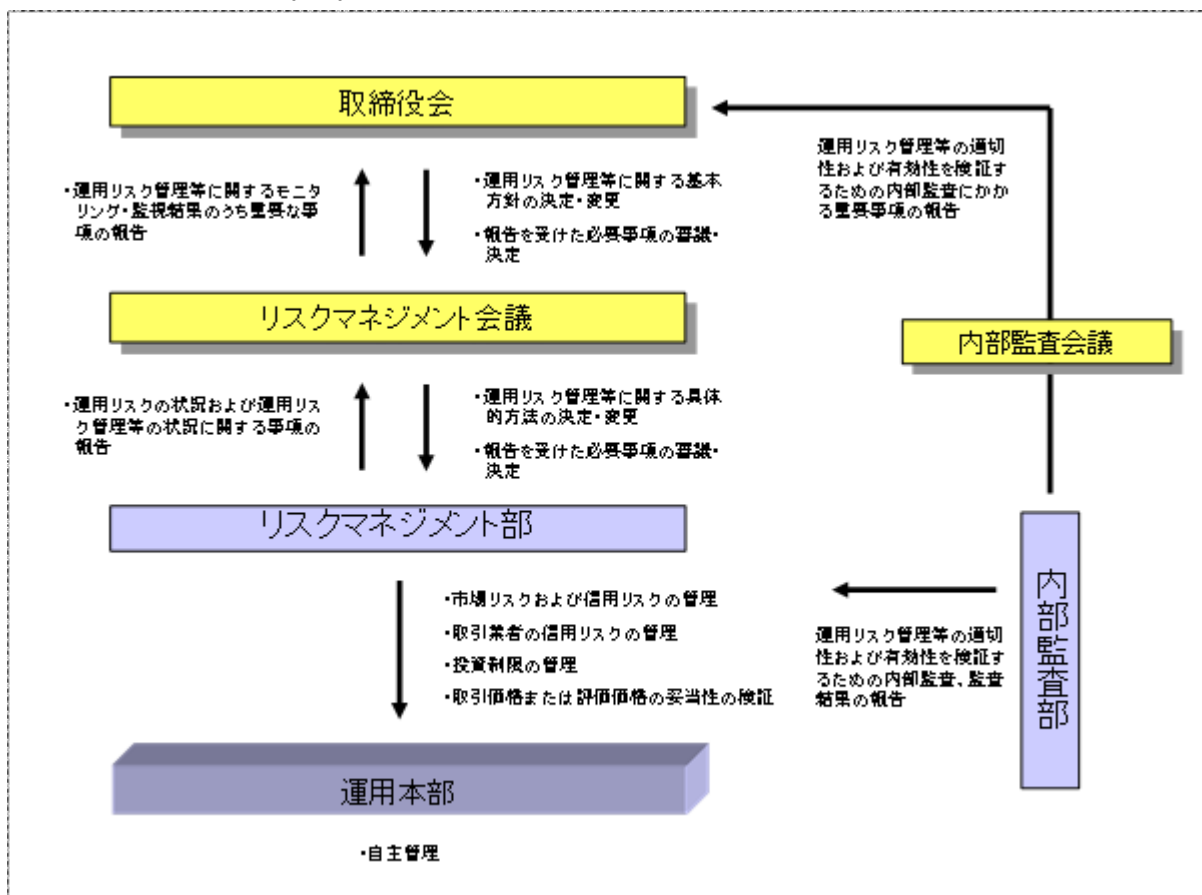 取締役会
・運用リスク管理等に関するモニ
タリング・監視結果のうち重要な事
項の報告
・運用リスク管理等に関する基本
方針の決定・変更
・報告を受けた必要事項の審議・
決定
運用リスク管理等の適切
性および有効性を検証す
るための内部監査にかか
る重要事項の報告
リスクマネジメント会議
内部監査会議
・運用リスクの状況および運用リス
ク管理等の状況に関する事項の
報告
・運用リスク管理等に関する具体
的方法の決定・変更
・報告を受けた必要事項の審議・
決定
リスクマネジメント部
内部監査部
・市場リスクおよび信用リスクの管理
・取引業者の信用リスクの管理
・投資制限の管理
・取引価格または評価価格の妥当性の検証
運用リスク管理等の適切
性および有効性を検証す
るための内部監査、監査
結果の報告
運用本部
・自主管理